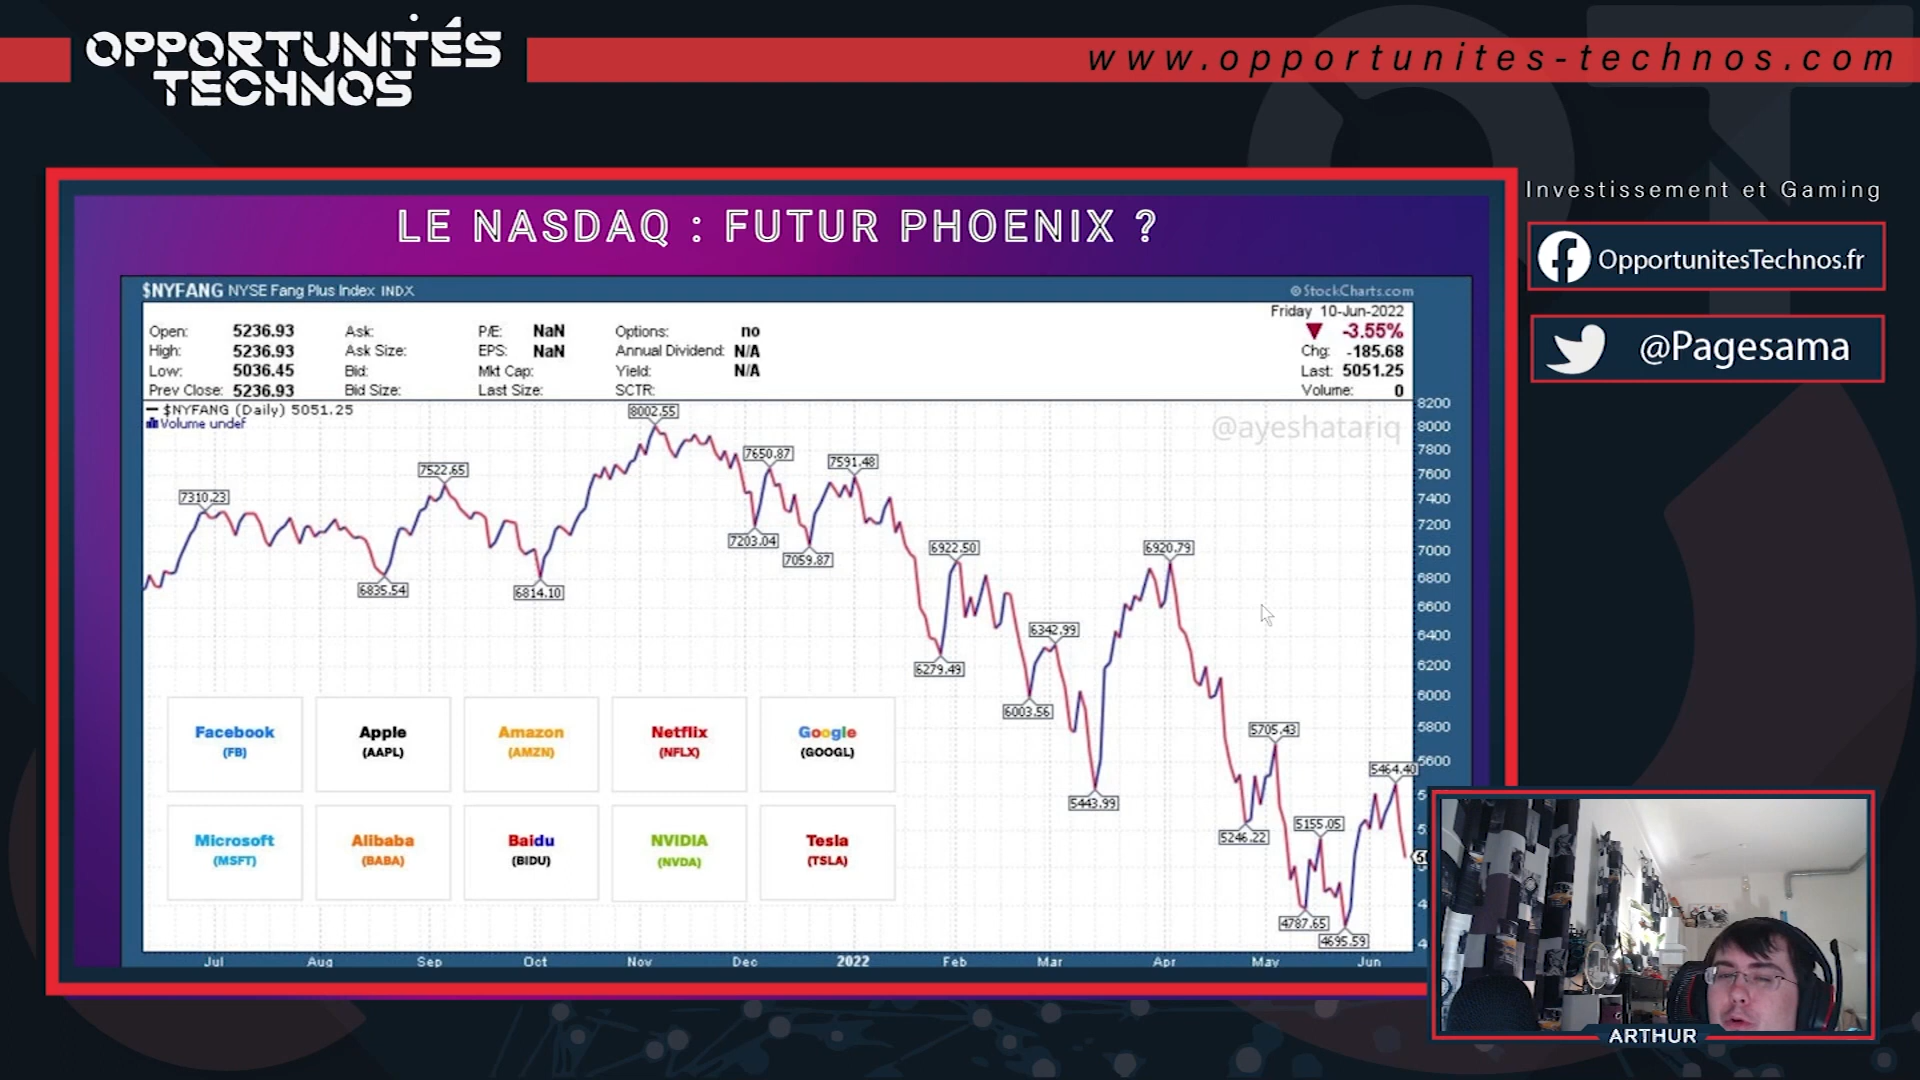 OPPORTUNITÉS
TECHNOS
www.opportunites-technos.com
Investissement et Gaming
OpportunitesTechnos.fr
@Pagesama
LE NASDAQ : FUTUR PHOENIX ?
$NYFANG NYSE Fang Plus Index INDX
©StockCharts.com
Friday 10-Jun-2022
Open: 5236.93 Ask: P/E: NaN Options: no
▼ -3.55%
High: 5236.93 Ask Size: EPS: NaN Annual Dividend: N/A
Chg: -185.68
Low: 5036.45 Bid: Mkt Cap: Yield: N/A
Last: 5051.25
Prev Close: 5236.93 Bid Size: Last Size: SCTR:
Volume: 0
$NYFANG (Daily) 5051.25
Volume undef
@ayeshatariq
8200
8000
7800
7600
7400
7200
7000
6800
6600
6400
6200
6000
5800
5600
7310.23
6835.54
7522.65
6814.10
8002.55
7203.04
7650.87
7059.87
7591.48
6279.49
6922.50
6003.56
6342.99
5443.99
6920.79
5246.22
5705.43
4787.65
5155.05
4695.59
5464.40
Facebook
(FB)
Apple
(AAPL)
Amazon
(AMZN)
Netflix
(NFLX)
Google
(GOOGL)
Microsoft
(MSFT)
Alibaba
(BABA)
Baidu
(BIDU)
NVIDIA
(NVDA)
Tesla
(TSLA)
Jul Aug Sep Oct Nov Dec 2022 Feb Mar Apr May Jun
ARTHUR